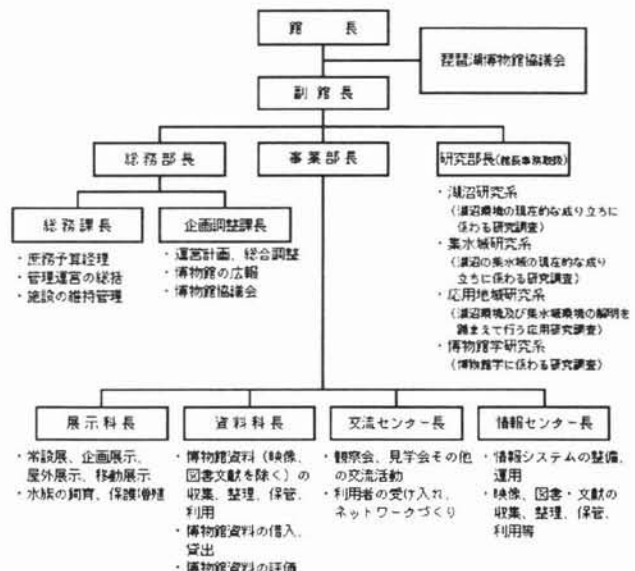 館　長
琵琶湖博物館協議会
副館長
総務部長
事業部長
研究部長(館長事務取扱)
総務課長
企画調整課長
・庶務予算経理
・管理運営の総括
・施設の維持管理
・運営計画、総合調整
・博物館の広報
・博物館協議会
・湖沼研究系
(湖沼環境の現在的な成り立ちに
係わる研究調査)
・集水域研究系
(湖沼の集水域の現在的な成り
立ちに係わる研究調査)
・応用地域研究系
(湖沼環境及び集水域環境の解明を
踏まえて行う応用研究調査)
・博物館学研究系
(博物館学に係わる研究調査)
展示科長
資料科長
交流センター長
情報センター長
・常設展、企画展示、
屋外展示、移動展示
・水族の飼育、保護増殖
・博物館資料(映像、
図書文献を除く)の
収集、整理、保管、
利用
・博物館資料の借入、
貸出
・博物館資料の評価
・観察会、見学会その他
の交流活動
・利用者の受け入れ、
ネットワークづくり
・情報システムの整備、
運用
・映像、図書・文献の
収集、整理、保管、
利用等